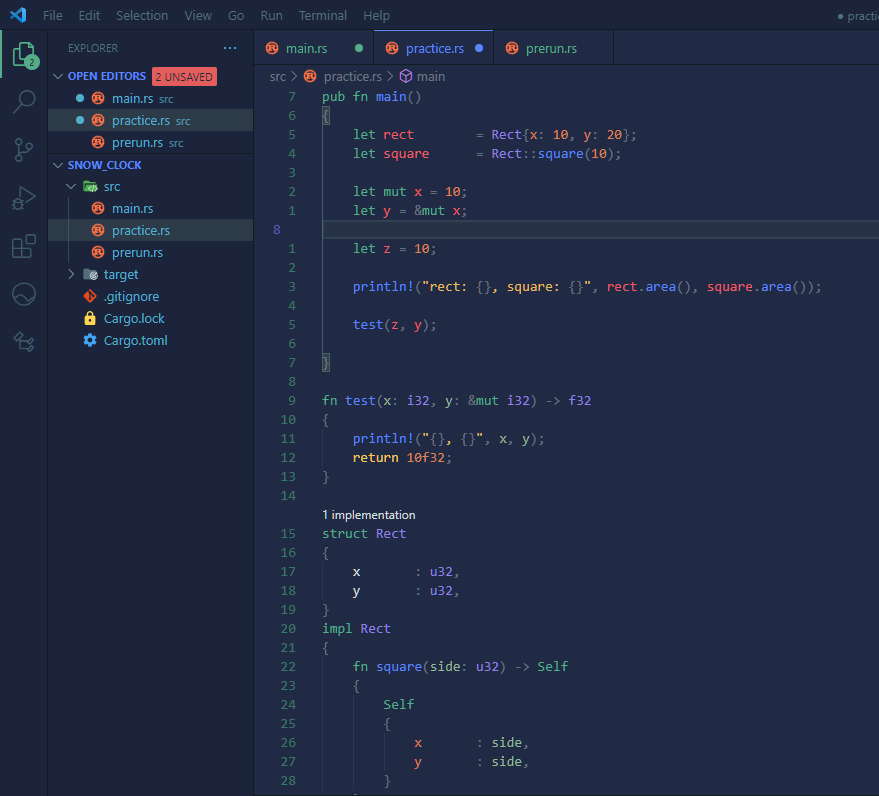 File Edit Selection View Go Run Terminal Help ● practic
EXPLORER ···
OPEN EDITORS 2 UNSAVED
main.rs src
practice.rs src
prerun.rs src
SNOW_CLOCK
src
main.rs
practice.rs
prerun.rs
target
.gitignore
Cargo.lock
Cargo.toml
2
main.rs practice.rs prerun.rs
src > practice.rs > main
7 pub fn main()
6 {
5     let rect        = Rect{x: 10, y: 20};
4     let square      = Rect::square(10);
3
2     let mut x = 10;
1     let y = &mut x;
8
1     let z = 10;
2
3     println!("rect: {}, square: {}", rect.area(), square.area());
4
5     test(z, y);
6
7 }
8
9 fn test(x: i32, y: &mut i32) -> f32
10 {
11     println!("{}, {}", x, y);
12     return 10f32;
13 }
14
1 implementation
15 struct Rect
16 {
17     x       : u32,
18     y       : u32,
19 }
20 impl Rect
21 {
22     fn square(side: u32) -> Self
23     {
24         Self
25         {
26             x       : side,
27             y       : side,
28         }